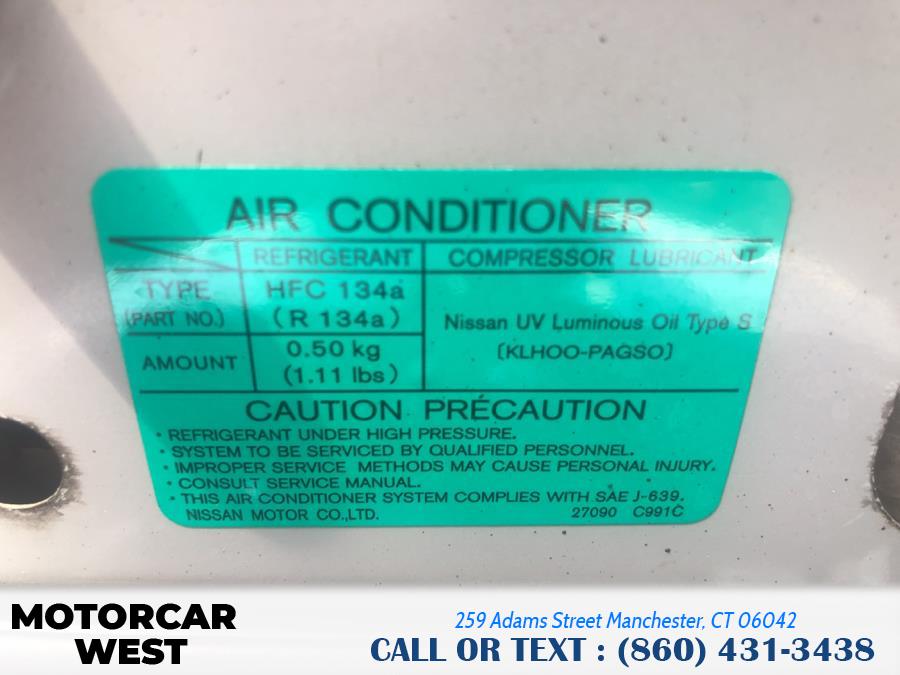 AIR CONDITIONER
REFRIGERANT COMPRESSOR LUBRICANT
TYPE (PART NO.) HFC 134a (R 134a) Nissan UV Luminous Oil Type S (KLHOO-PAGSO)
AMOUNT 0.50 kg (1.11 lbs)
CAUTION PRÉCAUTION
• REFRIGERANT UNDER HIGH PRESSURE.
• SYSTEM TO BE SERVICED BY QUALIFIED PERSONNEL.
• IMPROPER SERVICE METHODS MAY CAUSE PERSONAL INJURY.
• CONSULT SERVICE MANUAL.
• THIS AIR CONDITIONER SYSTEM COMPLIES WITH SAE J-639.
NISSAN MOTOR CO.,LTD. 27090 C991C
MOTORCAR WEST
259 Adams Street Manchester, CT 06042
CALL OR TEXT : (860) 431-3438